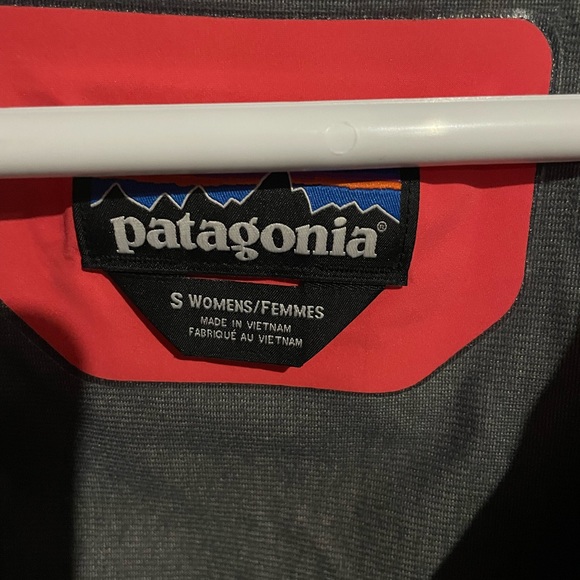 patagonia®
S WOMENS/FEMMES
MADE IN VIETNAM
FABRIQUÉ AU VIETNAM